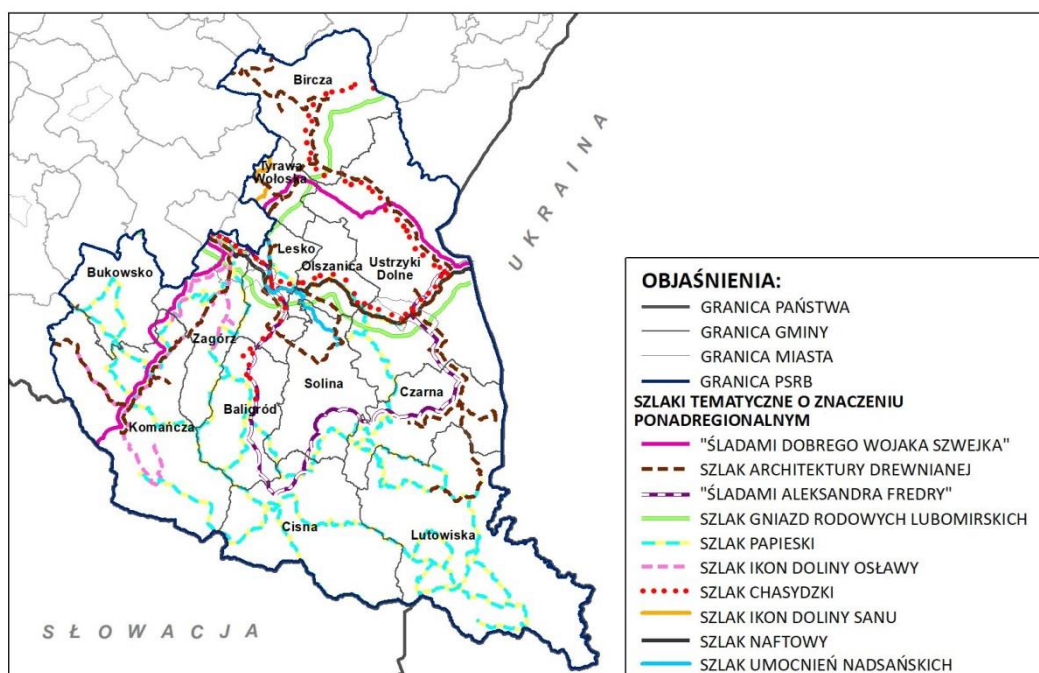 Bircza
Tyrawa
Wołoska
UKRAINA
Lesko
Olszanica
Ustrzyki
Dolne
Bukowsko
Zagórz
Solina
Czarna
Baligród
Komańcza
Cisna
Lutowiska
SŁOWACJA
OBJAŚNIENIA:
GRANICA PAŃSTWA
GRANICA GMINY
GRANICA MIASTA
GRANICA PSRB
SZLAKI TEMATYCZNE O ZNACZENIU
PONADREGIONALNYM
"ŚLADAMI DOBREGO WOJAKA SZWEJKA"
SZLAK ARCHITEKTURY DREWNIANEJ
"ŚLADAMI ALEKSANDRA FREDRY"
SZLAK GNIAZD RODOWYCH LUBOMIRSKICH
SZLAK PAPIESKI
SZLAK IKON DOLINY OSŁAWY
SZLAK CHASYDZKI
SZLAK IKON DOLINY SANU
SZLAK NAFTOWY
SZLAK UMOCNIEŃ NADSAŃSKICH